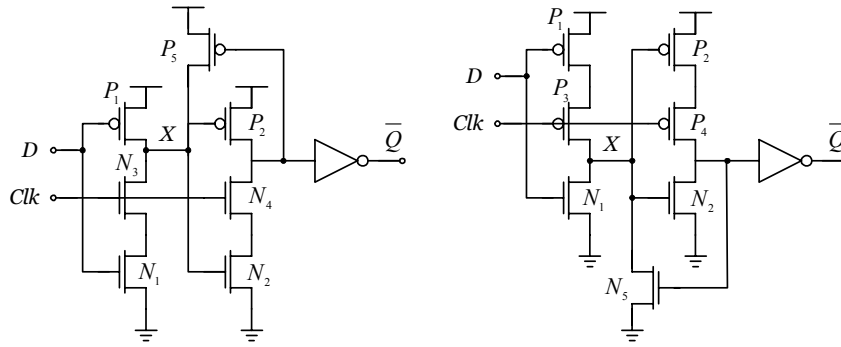 P₁ P₂
P₅
D
P₁ P₃
P₂ Clk P₄
X Q̅ Q̅
D X
N₃ N₁ N₂
Clk N₄
N₁ N₂ N₅